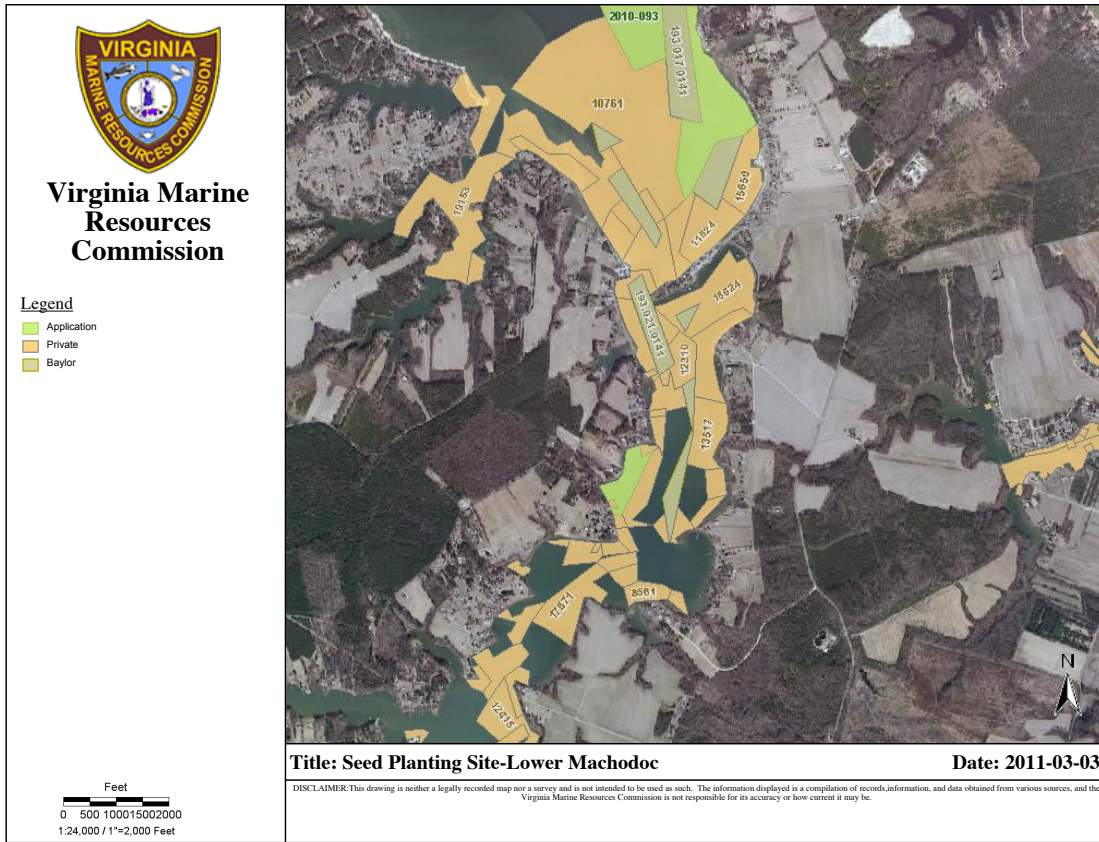 VIRGINIA
MARINE RESOURCES COMMISSION
Virginia Marine
Resources
Commission
Legend
Application
Private
Baylor
Feet
0 500 1000 1500 2000
1:24,000 / 1"=2,000 Feet
2010-093
193.017.0141
10761
15650
19153
11524
18624
193.021.0141
12310
13517
17571
8561
12415
N
Title: Seed Planting Site-Lower Machodoc
Date: 2011-03-03
DISCLAIMER:This drawing is neither a legally recorded map nor a survey and is not intended to be used as such. The information displayed is a compilation of records,information, and data obtained from various sources, and the
Virginia Marine Resources Commission is not responsible for its accuracy or how current it may be.